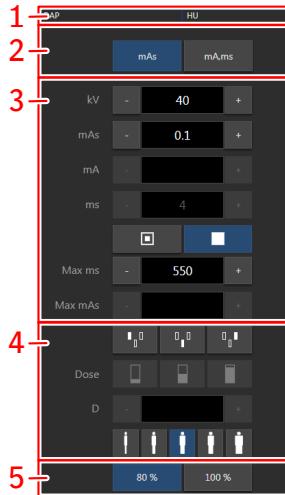 1 AP HU
2 mAs mA,ms
3 kV - 40 +
mAs - 0.1 +
mA - +
ms - 4 +
Max ms - 550 +
Max mAs
4
Dose
D - +
5 80 % 100 %